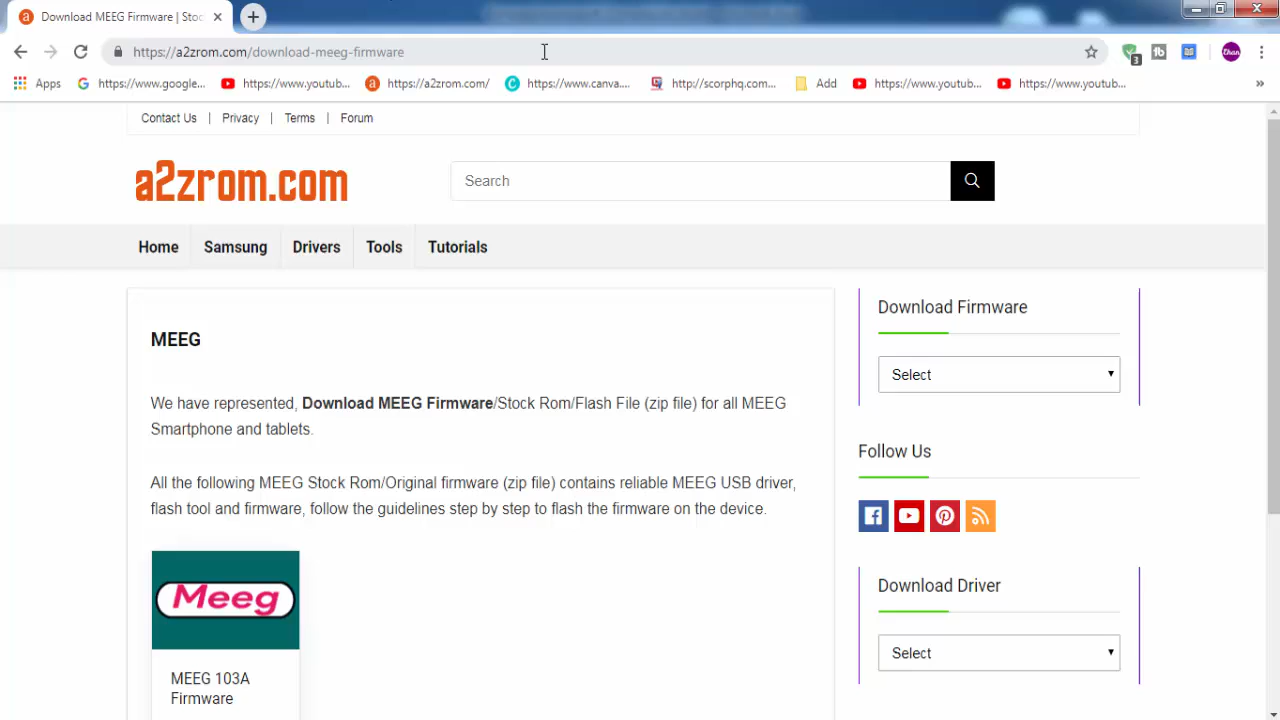 Download MEEG Firmware | Stoc
https://a2zrom.com/download-meeg-firmware
3
Ehan
Apps
https://www.google...
https://www.youtub...
https://a2zrom.com/
https://www.canva....
http://scorphq.com...
Add
https://www.youtub...
https://www.youtub...
»
Contact Us | Privacy | Terms | Forum
a2zrom.com
Search
Home
Samsung
Drivers
Tools
Tutorials
MEEG
We have represented, Download MEEG Firmware/Stock Rom/Flash File (zip file) for all MEEG
Smartphone and tablets.
All the following MEEG Stock Rom/Original firmware (zip file) contains reliable MEEG USB driver,
flash tool and firmware, follow the guidelines step by step to flash the firmware on the device.
Meeg
MEEG 103A
Firmware
Download Firmware
Select
Follow Us
Download Driver
Select